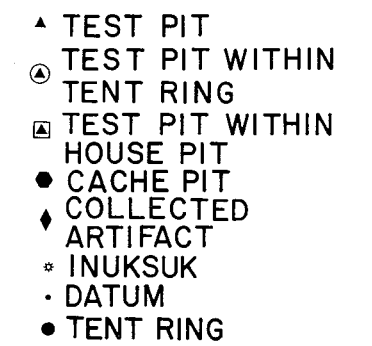 TEST PIT
TEST PIT WITHIN
TENT RING
TEST PIT WITHIN
HOUSE PIT
CACHE PIT
COLLECTED
ARTIFACT
INUKSUK
DATUM
TENT RING